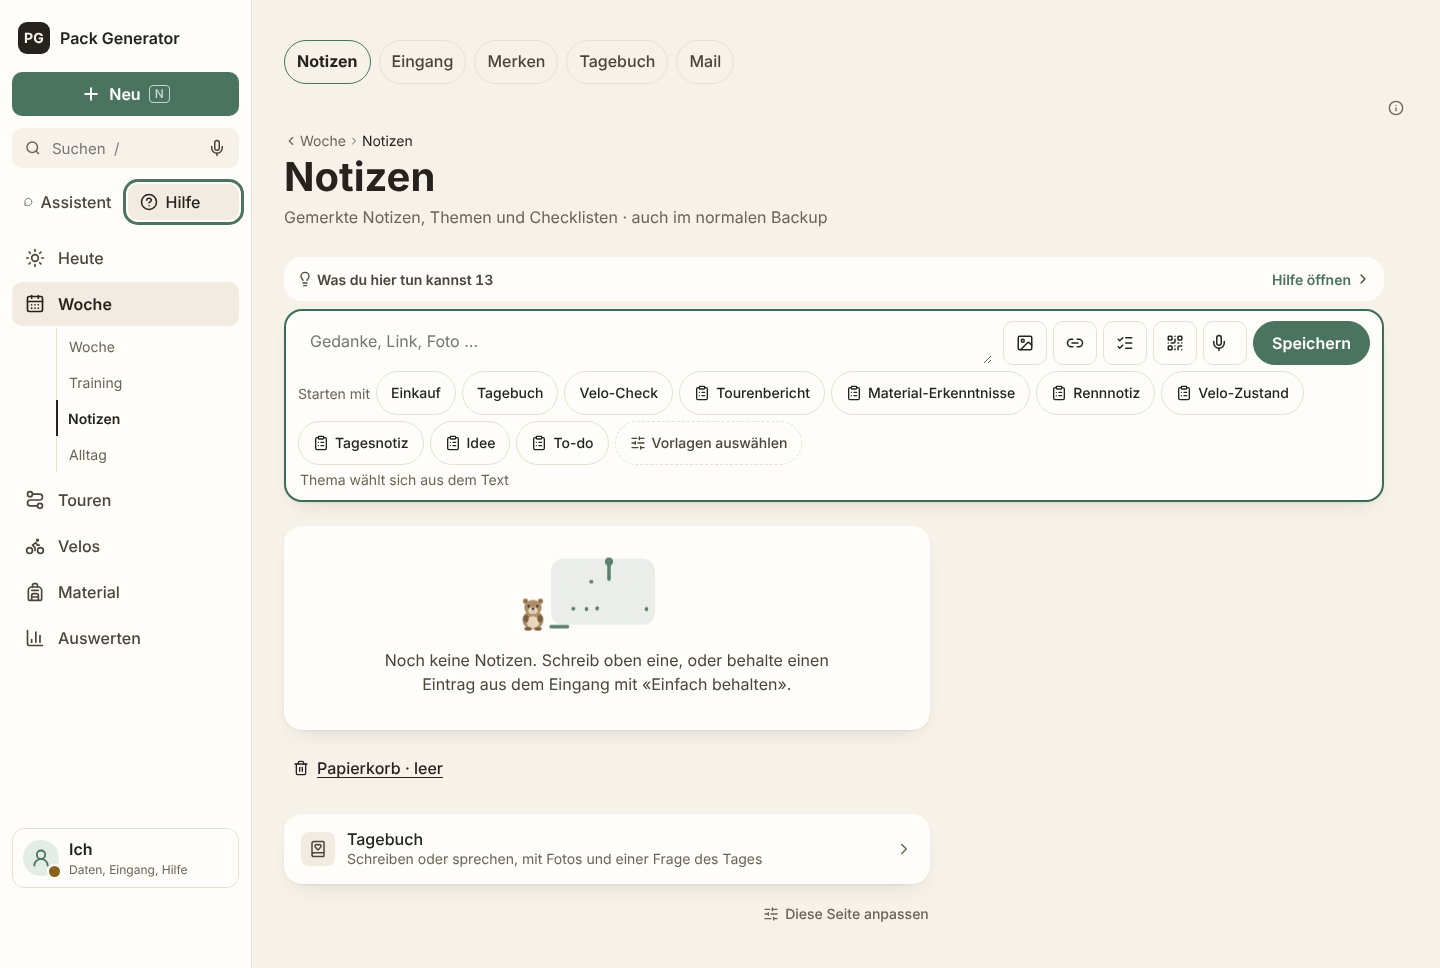 PG Pack Generator
Neu N
Suchen /
Assistent
Hilfe
Heute
Woche
Woche
Training
Notizen
Alltag
Touren
Velos
Material
Auswerten
Ich
Daten, Eingang, Hilfe
Notizen Eingang Merken Tagebuch Mail
Woche Notizen
Notizen
Gemerkte Notizen, Themen und Checklisten · auch im normalen Backup
Was du hier tun kannst 13 Hilfe öffnen
Gedanke, Link, Foto ... Speichern
Starten mit Einkauf Tagebuch Velo-Check Tourenbericht Material-Erkenntnisse Rennnotiz Velo-Zustand
Tagesnotiz Idee To-do Vorlagen auswählen
Thema wählt sich aus dem Text
Noch keine Notizen. Schreib oben eine, oder behalte einen
Eintrag aus dem Eingang mit «Einfach behalten».
Papierkorb · leer
Tagebuch
Schreiben oder sprechen, mit Fotos und einer Frage des Tages
Diese Seite anpassen